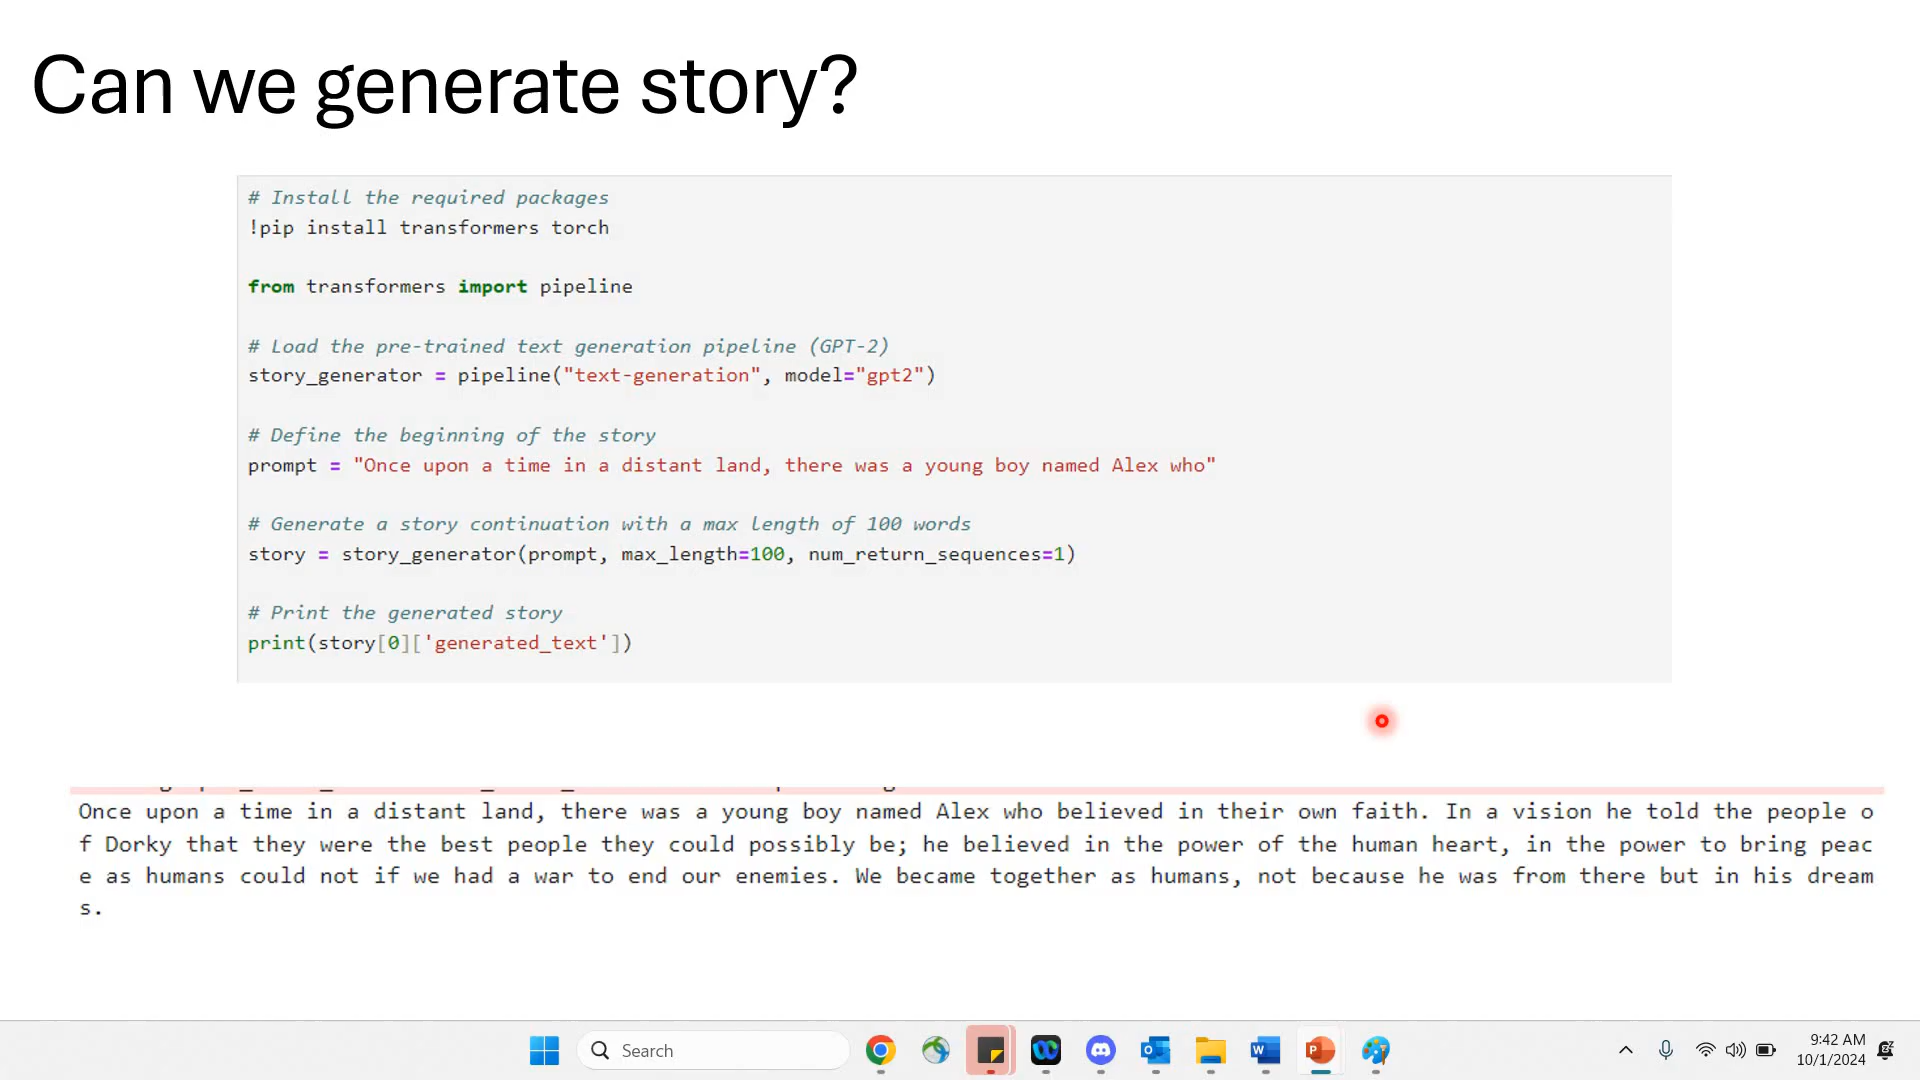 Can we generate story?
# Install the required packages
!pip install transformers torch
from transformers import pipeline
# Load the pre-trained text generation pipeline (GPT-2)
story_generator = pipeline("text-generation", model="gpt2")
# Define the beginning of the story
prompt = "Once upon a time in a distant land, there was a young boy named Alex who"
# Generate a story continuation with a max length of 100 words
story = story_generator(prompt, max_length=100, num_return_sequences=1)
# Print the generated story
print(story[0]['generated_text'])
Once upon a time in a distant land, there was a young boy named Alex who believed in their own faith. In a vision he told the people o
f Dorky that they were the best people they could possibly be; he believed in the power of the human heart, in the power to bring peac
e as humans could not if we had a war to end our enemies. We became together as humans, not because he was from there but in his dream
s.
Search
9:42 AM
10/1/2024